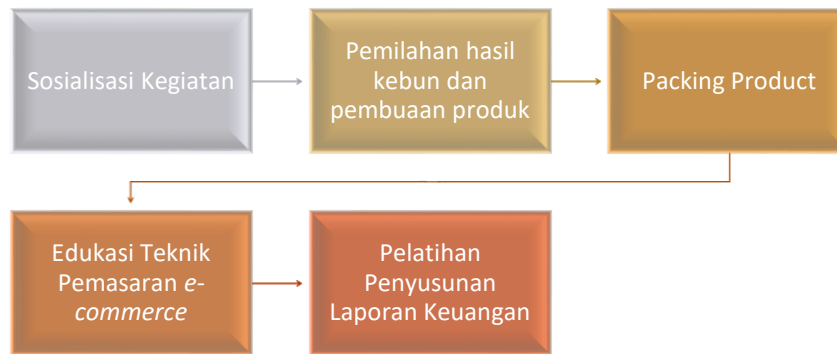 Sosialisasi Kegiatan
Pemilahan hasil
kebun dan
pembuaan produk
Packing Product
Edukasi Teknik
Pemasaran e-
commerce
Pelatihan
Penyusunan
Laporan Keuangan